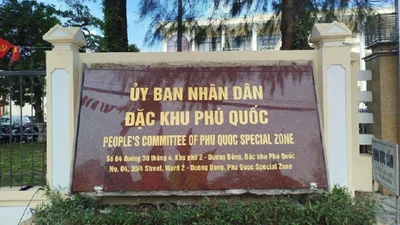 ỦY BAN NHÂN DÂN
ĐẶC KHU PHÚ QUỐC
PEOPLE'S COMMITTEE OF PHU QUOC SPECIAL ZONE
Số 04 đường 30 tháng 4, Khu phố 2 - Dương Đông, Đặc khu Phú Quốc
No. 04, 30/4 Street, Ward 2 - Duong Dong, Phu Quoc Special Zone